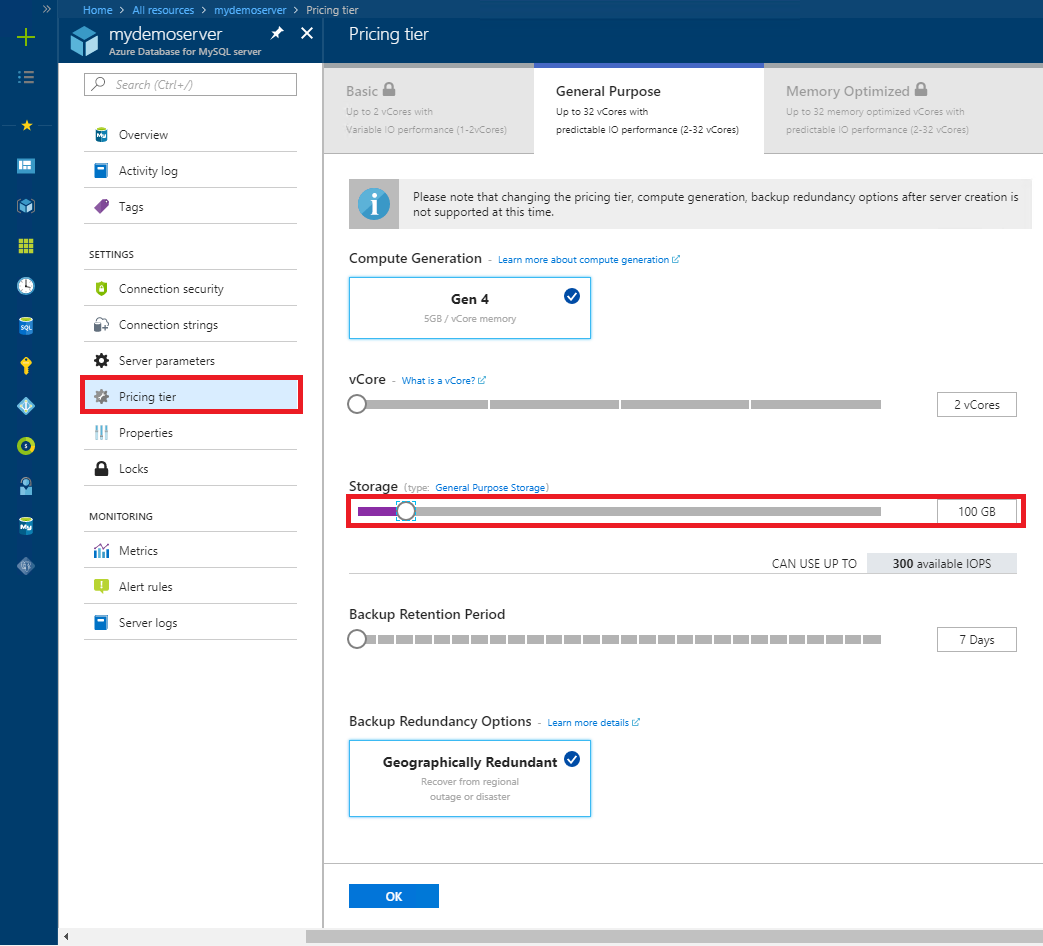 Home > All resources > mydemoserver > Pricing tier
mydemoserver
Azure Database for MySQL server
Search (Ctrl+/)
Overview
Activity log
Tags
SETTINGS
Connection security
Connection strings
Server parameters
Pricing tier
Properties
Locks
MONITORING
Metrics
Alert rules
Server logs
Pricing tier
Basic
Up to 2 vCores with
Variable IO performance (1-2vCores)
General Purpose
Up to 32 vCores with
predictable IO performance (2-32 vCores)
Memory Optimized
Up to 32 memory optimized vCores with
predictable IO performance (2-32 vCores)
Please note that changing the pricing tier, compute generation, backup redundancy options after server creation is
not supported at this time.
Compute Generation - Learn more about compute generation
Gen 4
5GB / vCore memory
vCore - What is a vCore?
2 vCores
Storage (type: General Purpose Storage)
100 GB
CAN USE UP TO 300 available IOPS
Backup Retention Period
7 Days
Backup Redundancy Options - Learn more details
Geographically Redundant
Recover from regional
outage or disaster
OK
SQL
My
My